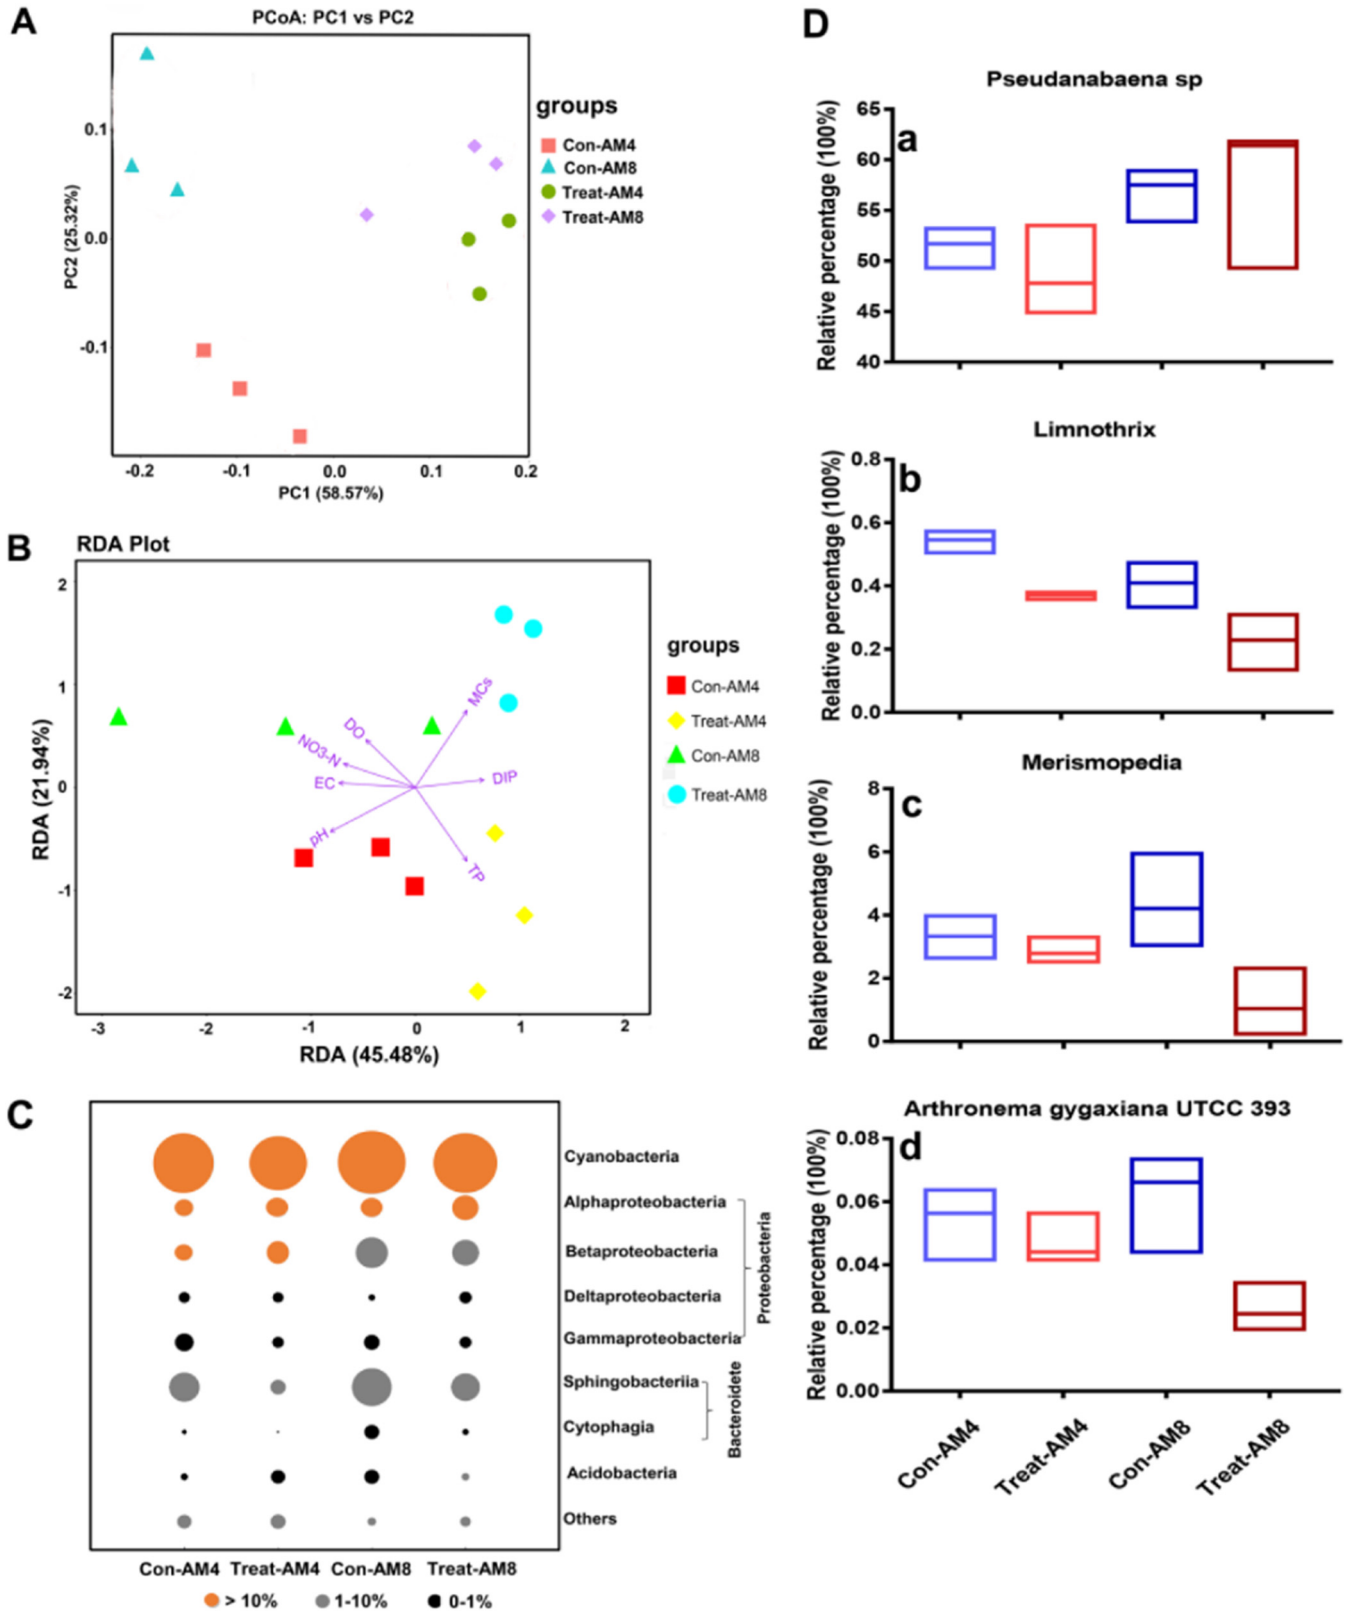 A
PCoA: PC1 vs PC2
PC2 (25.32%)
0.1
0.0
-0.1
-0.2
-0.1
0.0
0.1
0.2
PC1 (58.57%)
groups
Con-AM4
Con-AM8
Treat-AM4
Treat-AM8
B
RDA Plot
RDA (21.94%)
2
1
0
-1
-2
MCs
DO
NO3-N
EC
DIP
pH
TP
-3
-2
-1
0
1
2
RDA (45.48%)
groups
Con-AM4
Treat-AM4
Con-AM8
Treat-AM8
C
Cyanobacteria
Alphaproteobacteria
Betaproteobacteria
Deltaproteobacteria
Gammaproteobacteria
Proteobacteria
Sphingobacteriia
Cytophagia
Bacteroidete
Acidobacteria
Others
Con-AM4 Treat-AM4 Con-AM8 Treat-AM8
> 10% 1-10% 0-1%
D
Pseudanabaena sp
a
Relative percentage (100%)
65
60
55
50
45
40
Limnothrix
b
Relative percentage (100%)
0.8
0.6
0.4
0.2
0.0
Merismopedia
c
Relative percentage (100%)
8
6
4
2
0
Arthronema gygaxiana UTCC 393
d
Relative percentage (100%)
0.08
0.06
0.04
0.02
0.00
Con-AM4
Treat-AM4
Con-AM8
Treat-AM8